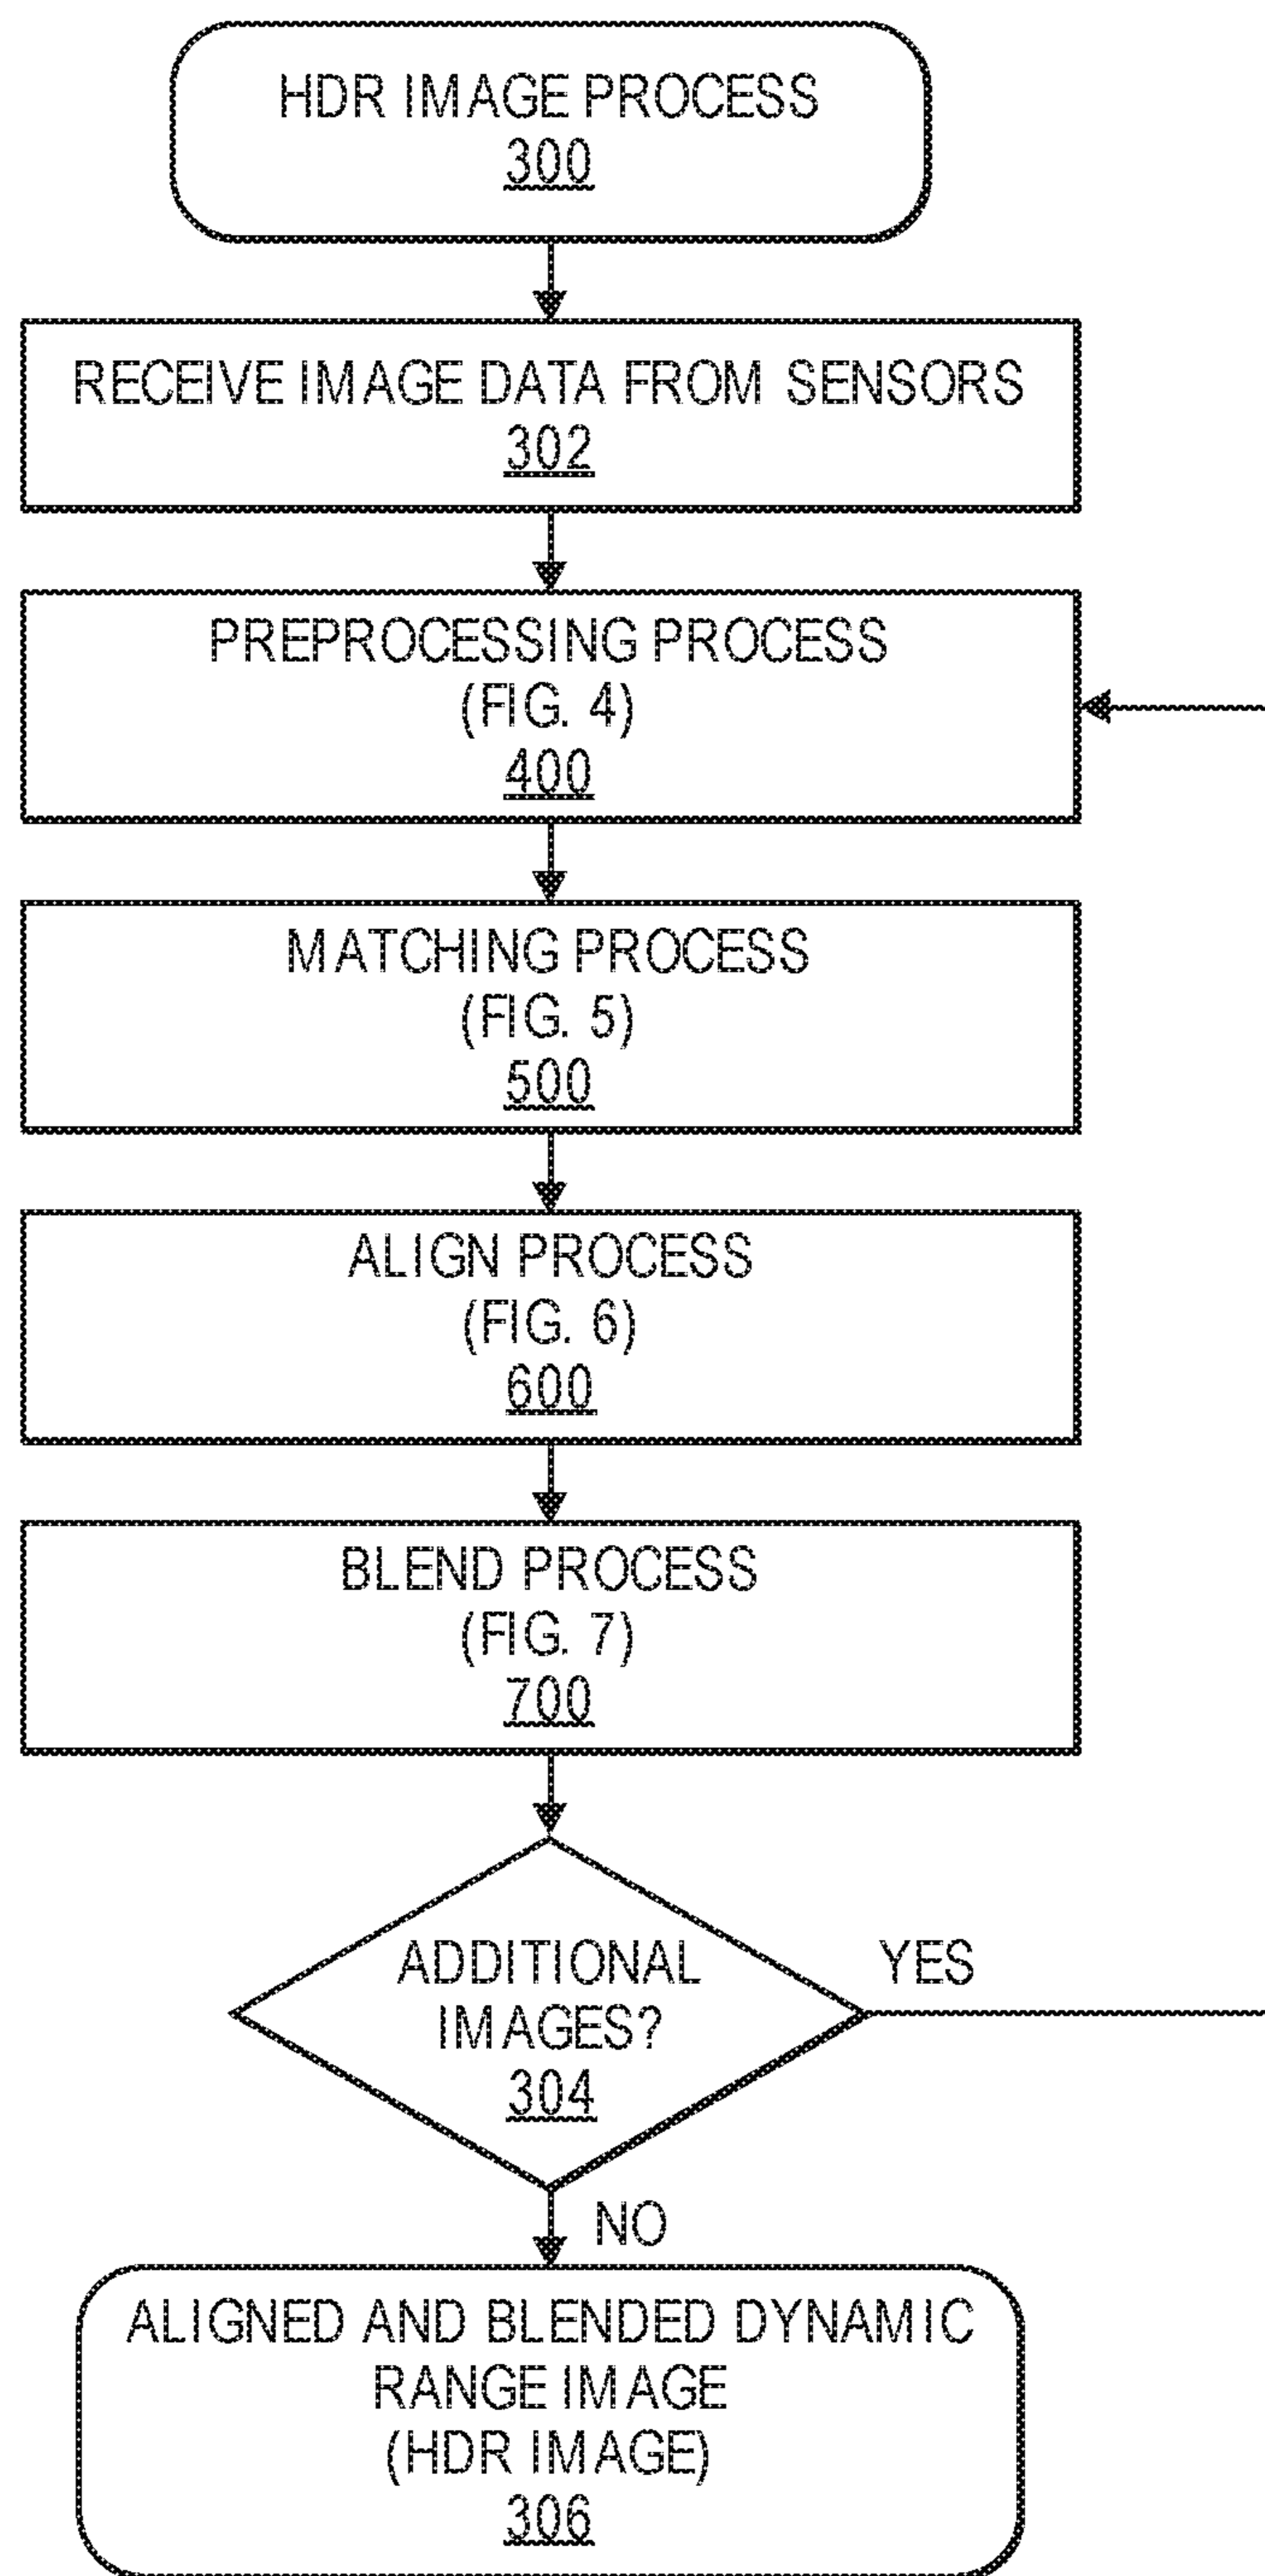 HDR IMAGE PROCESS
300
RECEIVE IMAGE DATA FROM SENSORS
302
PREPROCESSING PROCESS
(FIG. 4)
400
MATCHING PROCESS
(FIG. 5)
500
ALIGN PROCESS
(FIG. 6)
600
BLEND PROCESS
(FIG. 7)
700
ADDITIONAL
IMAGES?
304
YES
NO
ALIGNED AND BLENDED DYNAMIC
RANGE IMAGE
(HDR IMAGE)
306